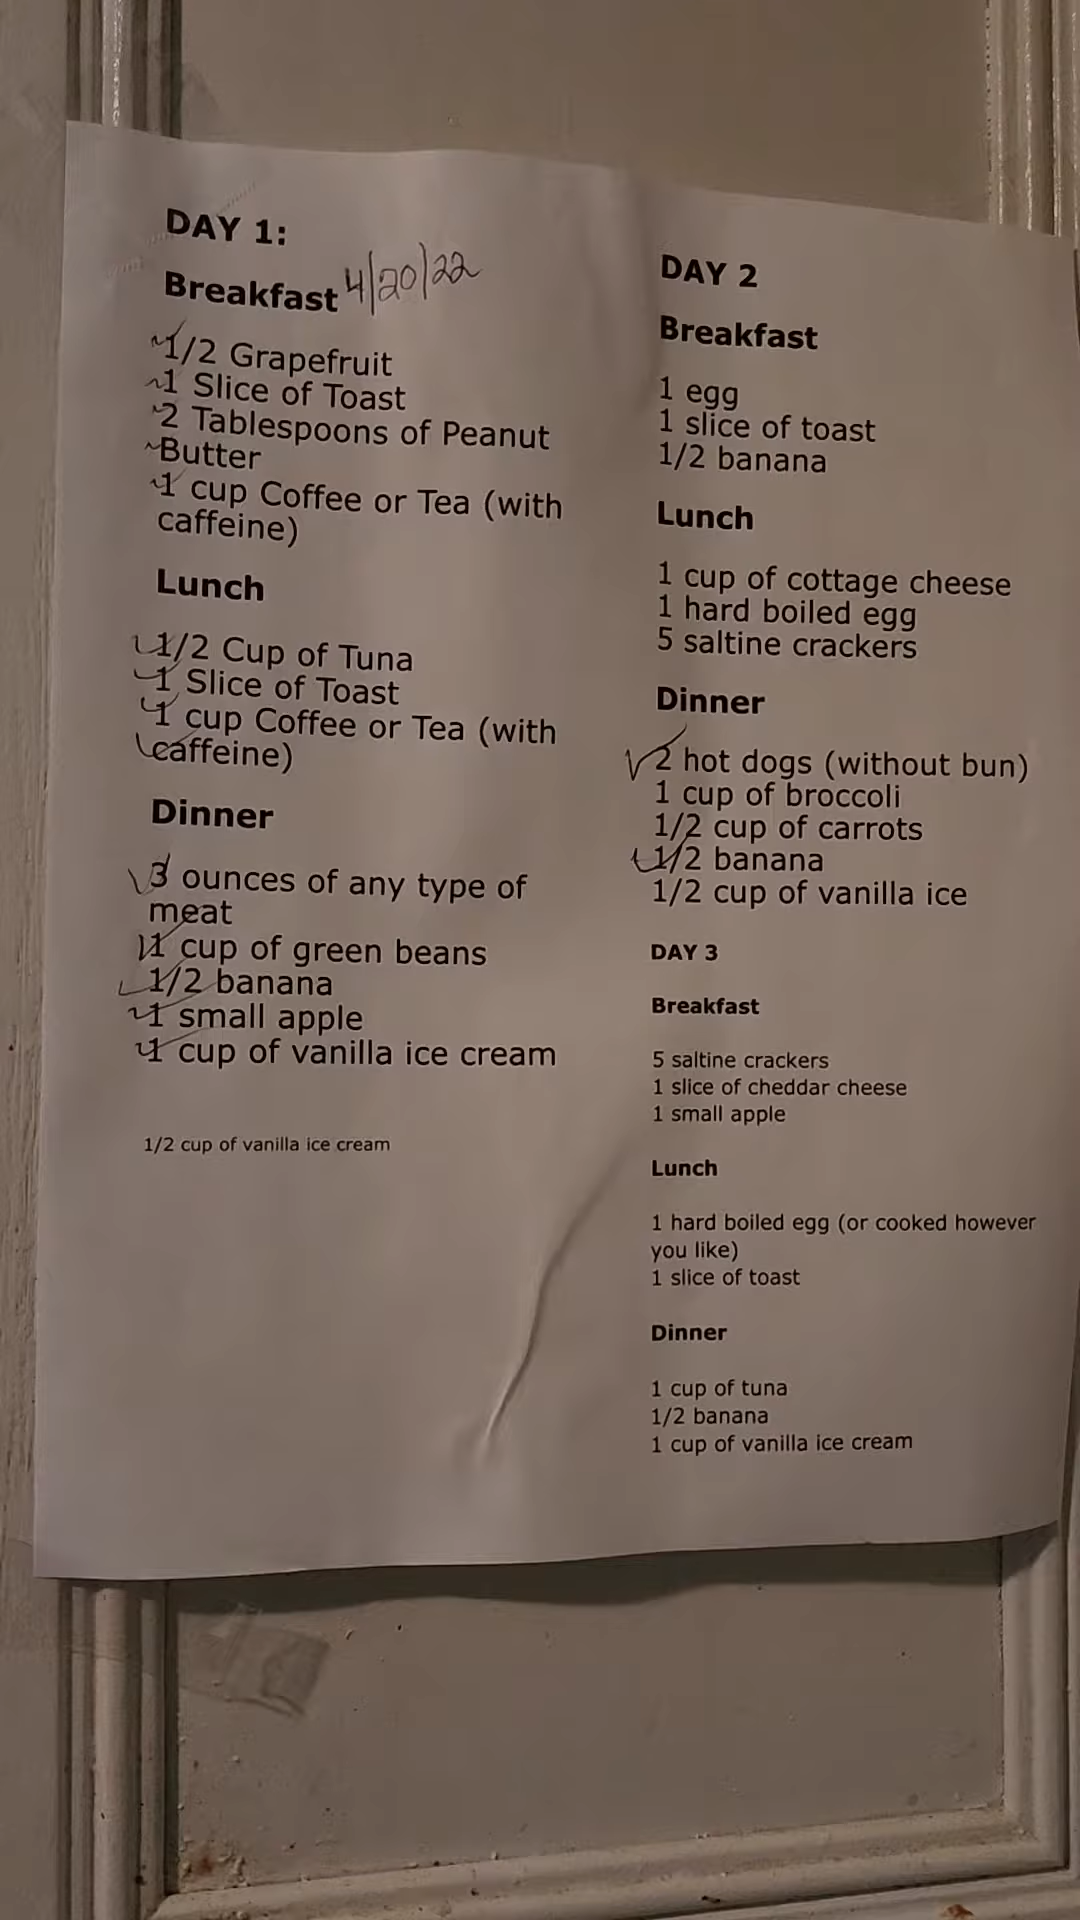 DAY 1:
Breakfast 4/20/22
1/2 Grapefruit
1 Slice of Toast
2 Tablespoons of Peanut
Butter
1 cup Coffee or Tea (with
caffeine)
Lunch
1/2 Cup of Tuna
1 Slice of Toast
1 cup Coffee or Tea (with
caffeine)
Dinner
3 ounces of any type of
meat
1 cup of green beans
1/2 banana
1 small apple
1 cup of vanilla ice cream
1/2 cup of vanilla ice cream
DAY 2
Breakfast
1 egg
1 slice of toast
1/2 banana
Lunch
1 cup of cottage cheese
1 hard boiled egg
5 saltine crackers
Dinner
2 hot dogs (without bun)
1 cup of broccoli
1/2 cup of carrots
1/2 banana
1/2 cup of vanilla ice
DAY 3
Breakfast
5 saltine crackers
1 slice of cheddar cheese
1 small apple
Lunch
1 hard boiled egg (or cooked however
you like)
1 slice of toast
Dinner
1 cup of tuna
1/2 banana
1 cup of vanilla ice cream